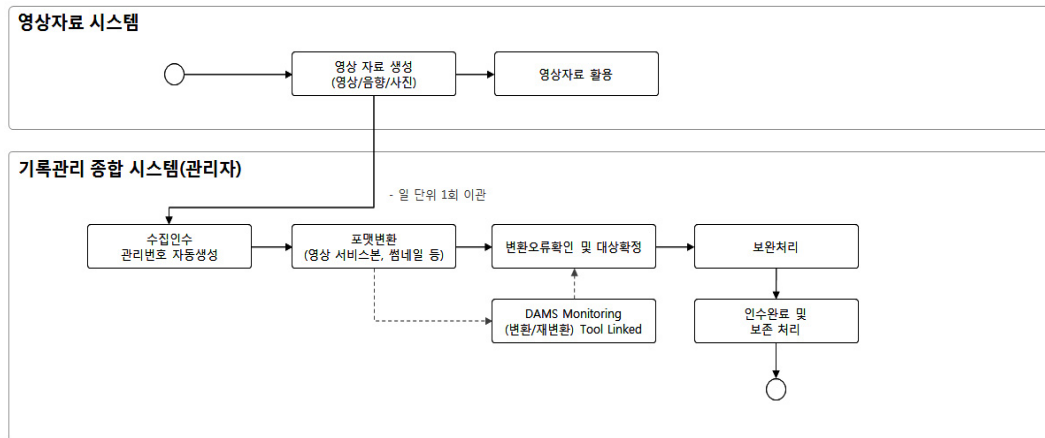 영상자료 시스템
영상 자료 생성
(영상/음향/사진)
영상자료 활용
기록관리 종합 시스템(관리자)
- 일 단위 1회 이관
수집인수
관리번호 자동생성
포맷변환
(영상 서비스본, 썸네일 등)
변환오류확인 및 대상확정
보완처리
DAMS Monitoring
(변환/재변환) Tool Linked
인수완료 및
보존 처리